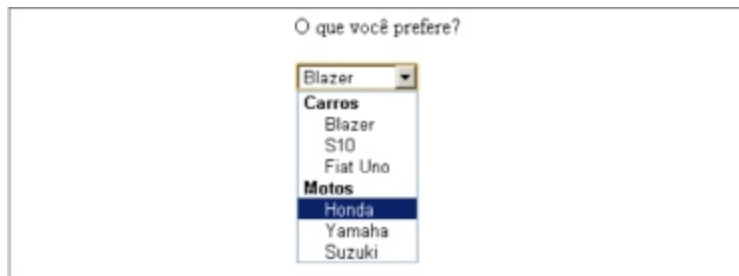 O que você prefere?
Blazer
Carros
Blazer
S10
Fiat Uno
Motos
Honda
Yamaha
Suzuki